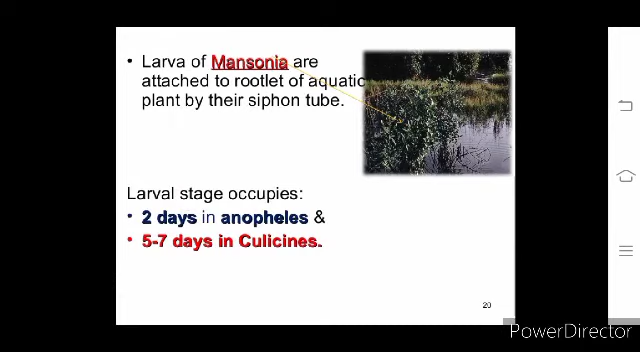 • Larva of Mansonia are
attached to rootlet of aquatic
plant by their siphon tube.
Larval stage occupies:
• 2 days in anopheles &
• 5-7 days in Culicines.
20
PowerDirector